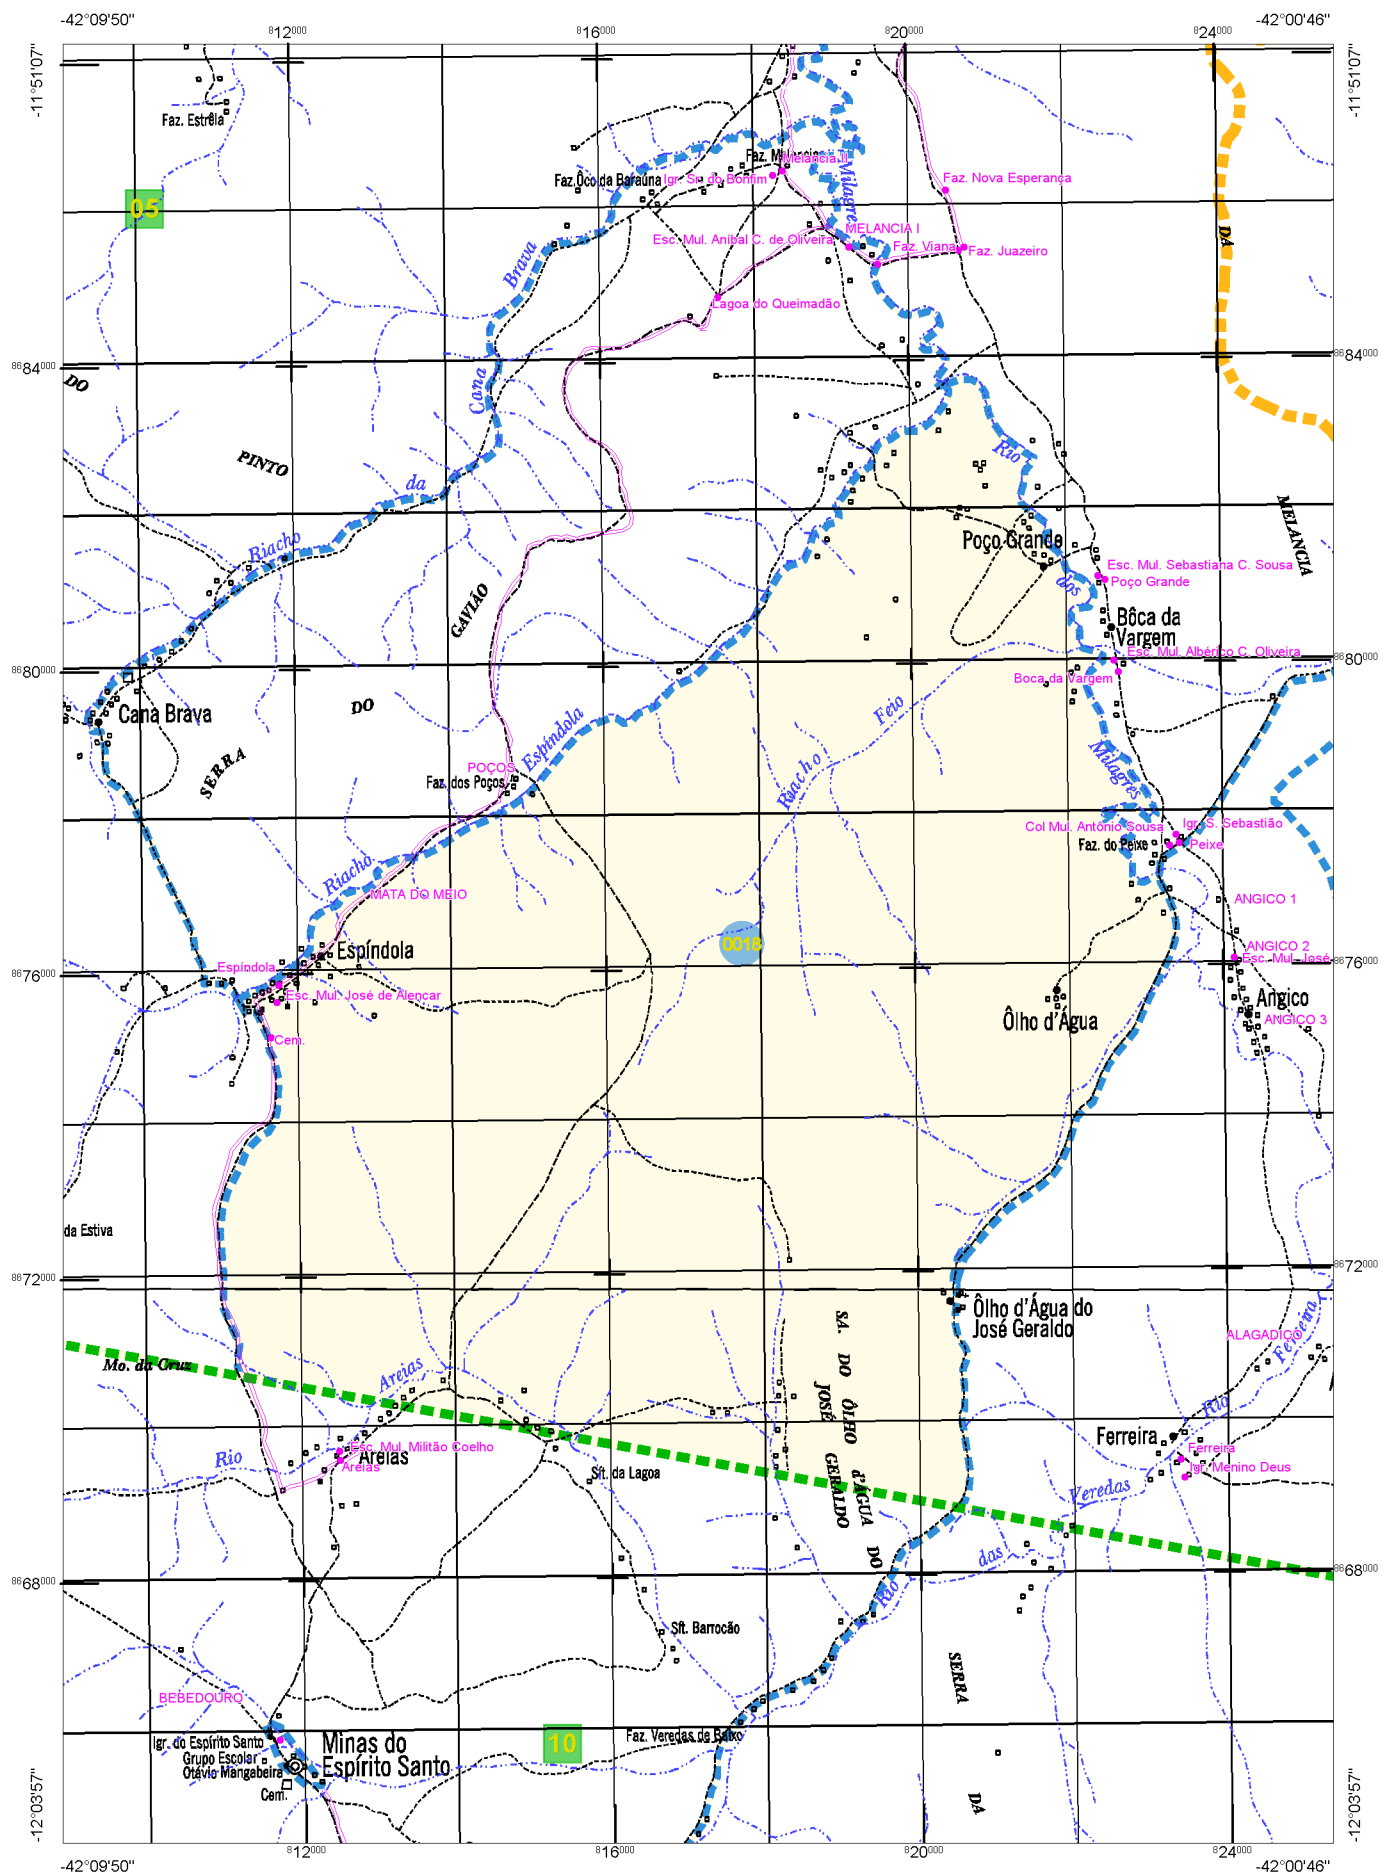 -42°09'50"
-42°00'46"
812000
816000
820000
824000
-11°51'07"
-11°51'07"
Faz. Estrêla
05
Faz. Ôco da Baraúna
Faz. Melancia
Melancia II
Igr. Sr. do Bonfim
Milagres
Faz. Nova Esperança
MELANCIA I
Esc. Mul. Anibal C. de Oliveira
Faz. Viana
Faz. Juazeiro
DA
Brava
Lagoa do Queimadão
8684000
8684000
DO
Cana
PINTO
da
Rio
MELANCIA
Riacho
Poço Grande
Esc. Mul. Sebastiana C. Sousa
Poço Grande
dos
GAVIÃO
Bôca da
Vargem
Esc. Mul. Albérico C. Oliveira
8680000
8680000
Boca da Vargem
Cana Brava
DO
Feio
Espíndola
SERRA
POÇOS
Faz. dos Poços
Riacho
Milagres
Igr. S. Sebastião
Col Mul. Antônio Sousa
Faz. do Peixe
Peixe
Riacho
MATA DO MEIO
ANGICO 1
0018
Espíndola
ANGICO 2
Esc. Mul. José
Espíndola
8676000
8676000
Esc. Mul. José de Alencar
Angico
Ôlho d'Água
ANGICO 3
Cem.
da Estiva
8672000
8672000
Ôlho d'Água do
José Geraldo
SA. DO ÔLHO d'ÁGUA DO
JOSÉ GERALDO
Ferreira
ALAGADIÇO
Mo. da Cruz
Areias
Rio
Ferreira
Ferreira
Esc. Mul. Militão Coelho
Areias
Areias
Rio
Igr. Menino Deus
Sít. da Lagoa
Veredas
das
8668000
8668000
Rio
Sít. Barrocão
SERRA
BEBEDOURO
10
Faz. Veredas de Baixo
Igr. do Espírito Santo
Minas do
Espírito Santo
Grupo Escolar
Otávio Mangabeira
Cem.
DA
-12°03'57"
-12°03'57"
812000
816000
820000
824000
-42°09'50"
-42°00'46"